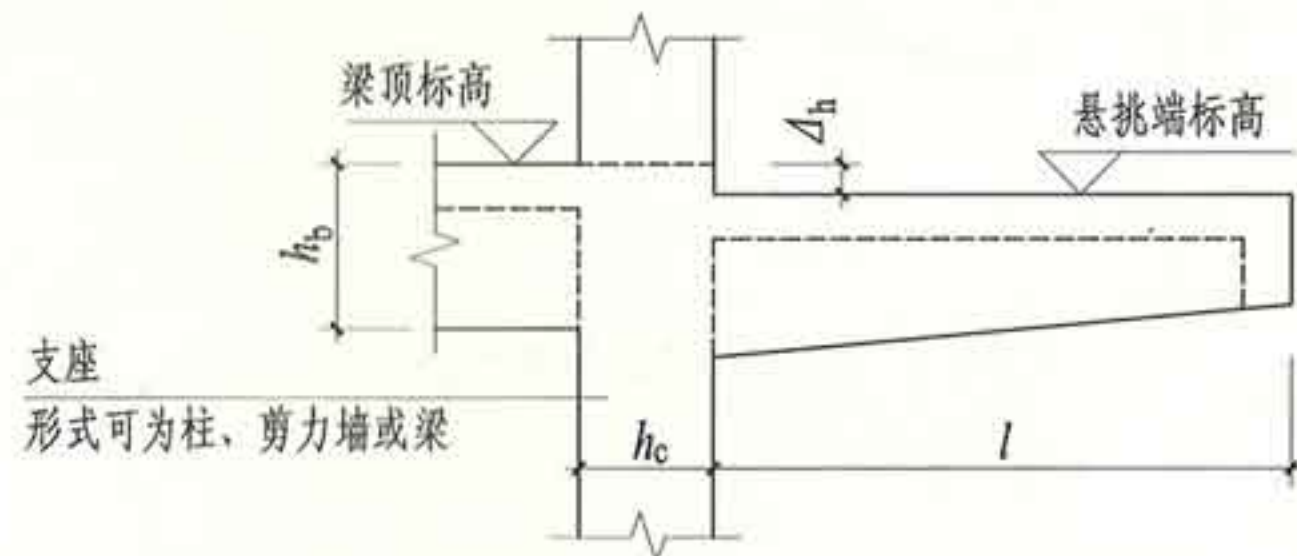 梁顶标高
Δh
悬挑端标高
hb
支座
形式可为柱、剪力墙或梁
hc
l